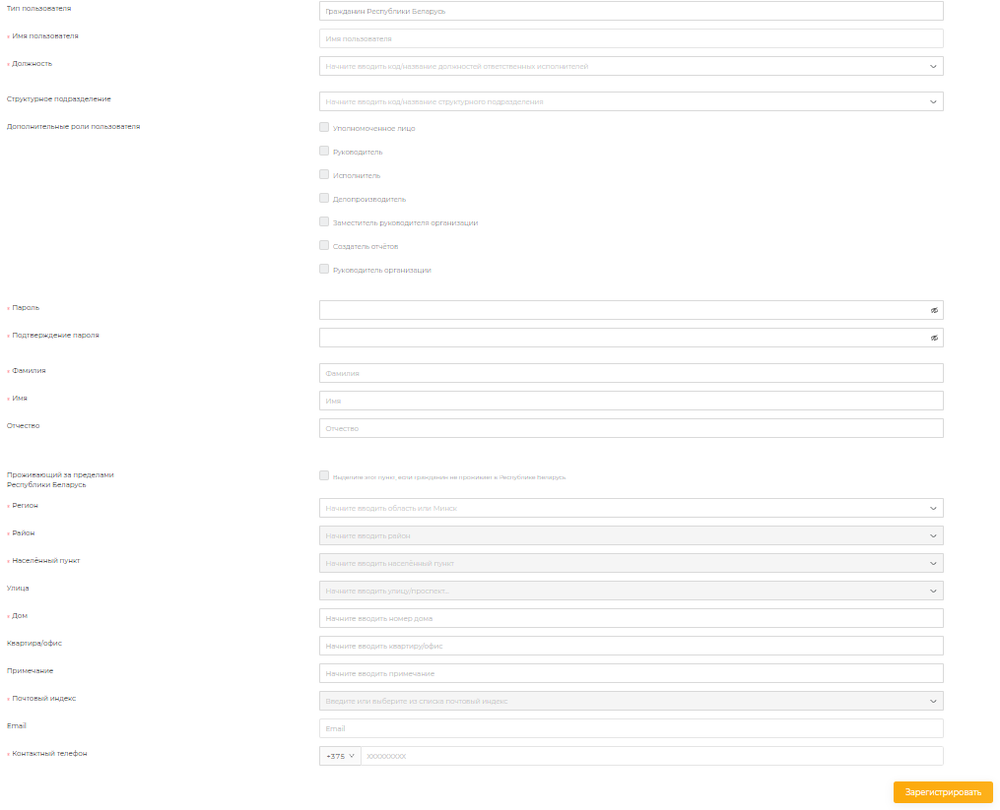 Тип пользователя
Гражданин Республики Беларусь
* Имя пользователя
Имя пользователя
* Должность
Начните вводить код/название должностей ответственных исполнителей
Структурное подразделение
Начните вводить код/название структурного подразделения
Дополнительные роли пользователя
Уполномоченное лицо
Руководитель
Исполнитель
Делопроизводитель
Заместитель руководителя организации
Создатель отчётов
Руководитель организации
* Пароль
* Подтверждение пароля
* Фамилия
Фамилия
* Имя
Имя
Отчество
Отчество
Проживающий за пределами
Республики Беларусь
Выделите этот пункт, если гражданин не проживает в Республике Беларусь
* Регион
Начните вводить область или Минск
* Район
Начните вводить район
* Населённый пункт
Начните вводить населённый пункт
Улица
Начните вводить улицу/проспект...
* Дом
Начните вводить номер дома
Квартира/офис
Начните вводить квартиру/офис
Примечание
Начните вводить примечание
* Почтовый индекс
Введите или выберите из списка почтовый индекс
Email
Email
* Контактный телефон
+375 XXXXXXXXX
Зарегистрировать